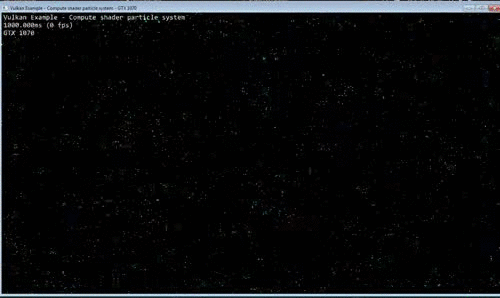 Vulkan Example - Compute shader particle system - GTX 1070
Vulkan Example - Compute shader particle system
1000.000ms (0 fps)
GTX 1070